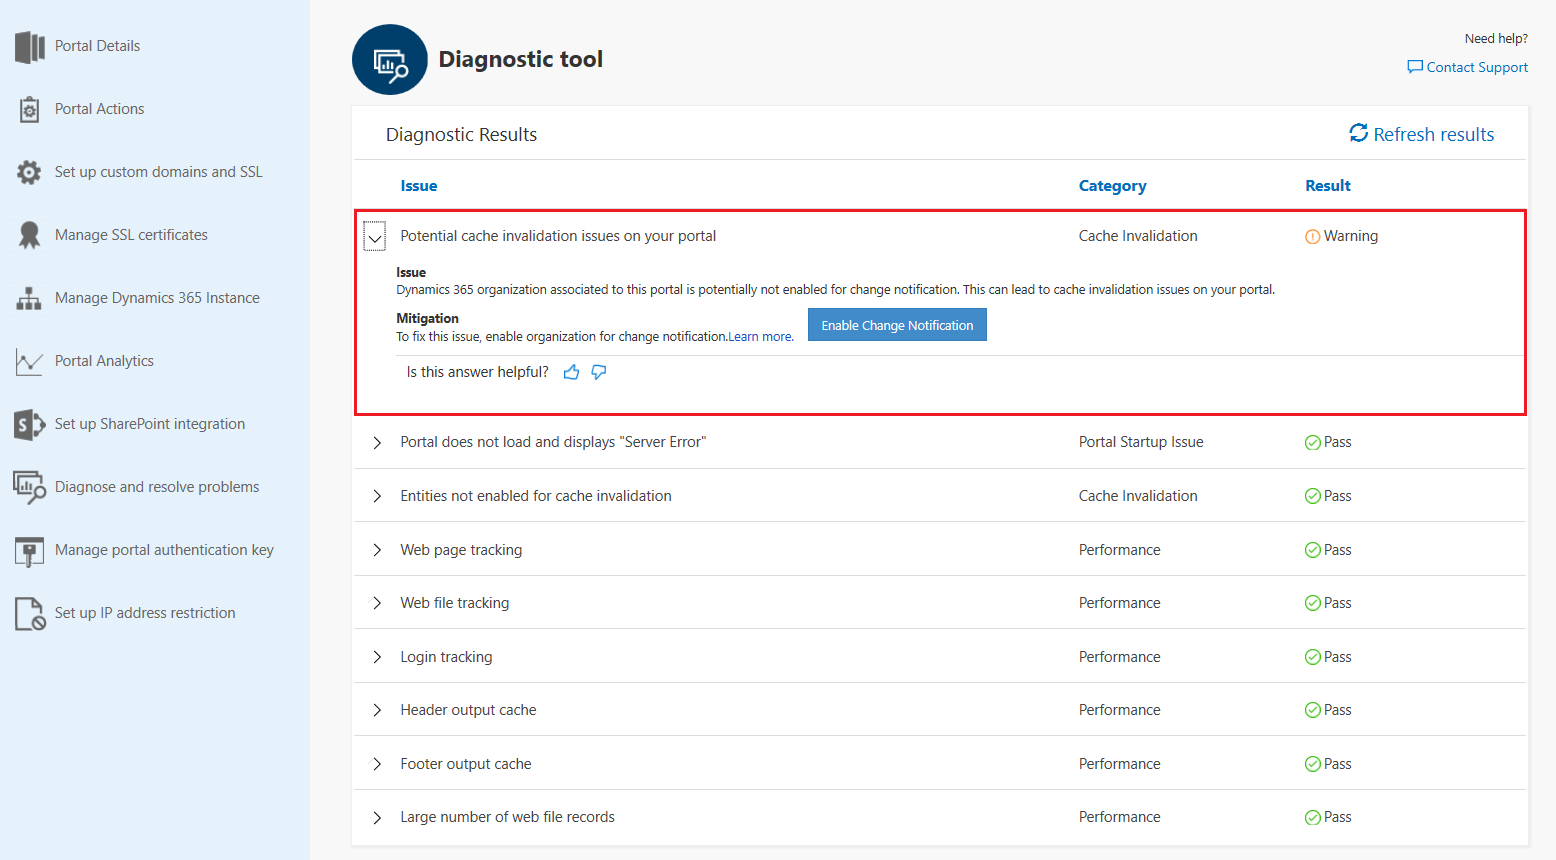 Portal Details
Portal Actions
Set up custom domains and SSL
Manage SSL certificates
Manage Dynamics 365 Instance
Portal Analytics
Set up SharePoint integration
Diagnose and resolve problems
Manage portal authentication key
Set up IP address restriction
Diagnostic tool
Need help?
Contact Support
Diagnostic Results
Refresh results
Issue Category Result
Potential cache invalidation issues on your portal Cache Invalidation Warning
Issue
Dynamics 365 organization associated to this portal is potentially not enabled for change notification. This can lead to cache invalidation issues on your portal.
Mitigation
To fix this issue, enable organization for change notification.Learn more.
Enable Change Notification
Is this answer helpful?
Portal does not load and displays "Server Error" Portal Startup Issue Pass
Entities not enabled for cache invalidation Cache Invalidation Pass
Web page tracking Performance Pass
Web file tracking Performance Pass
Login tracking Performance Pass
Header output cache Performance Pass
Footer output cache Performance Pass
Large number of web file records Performance Pass